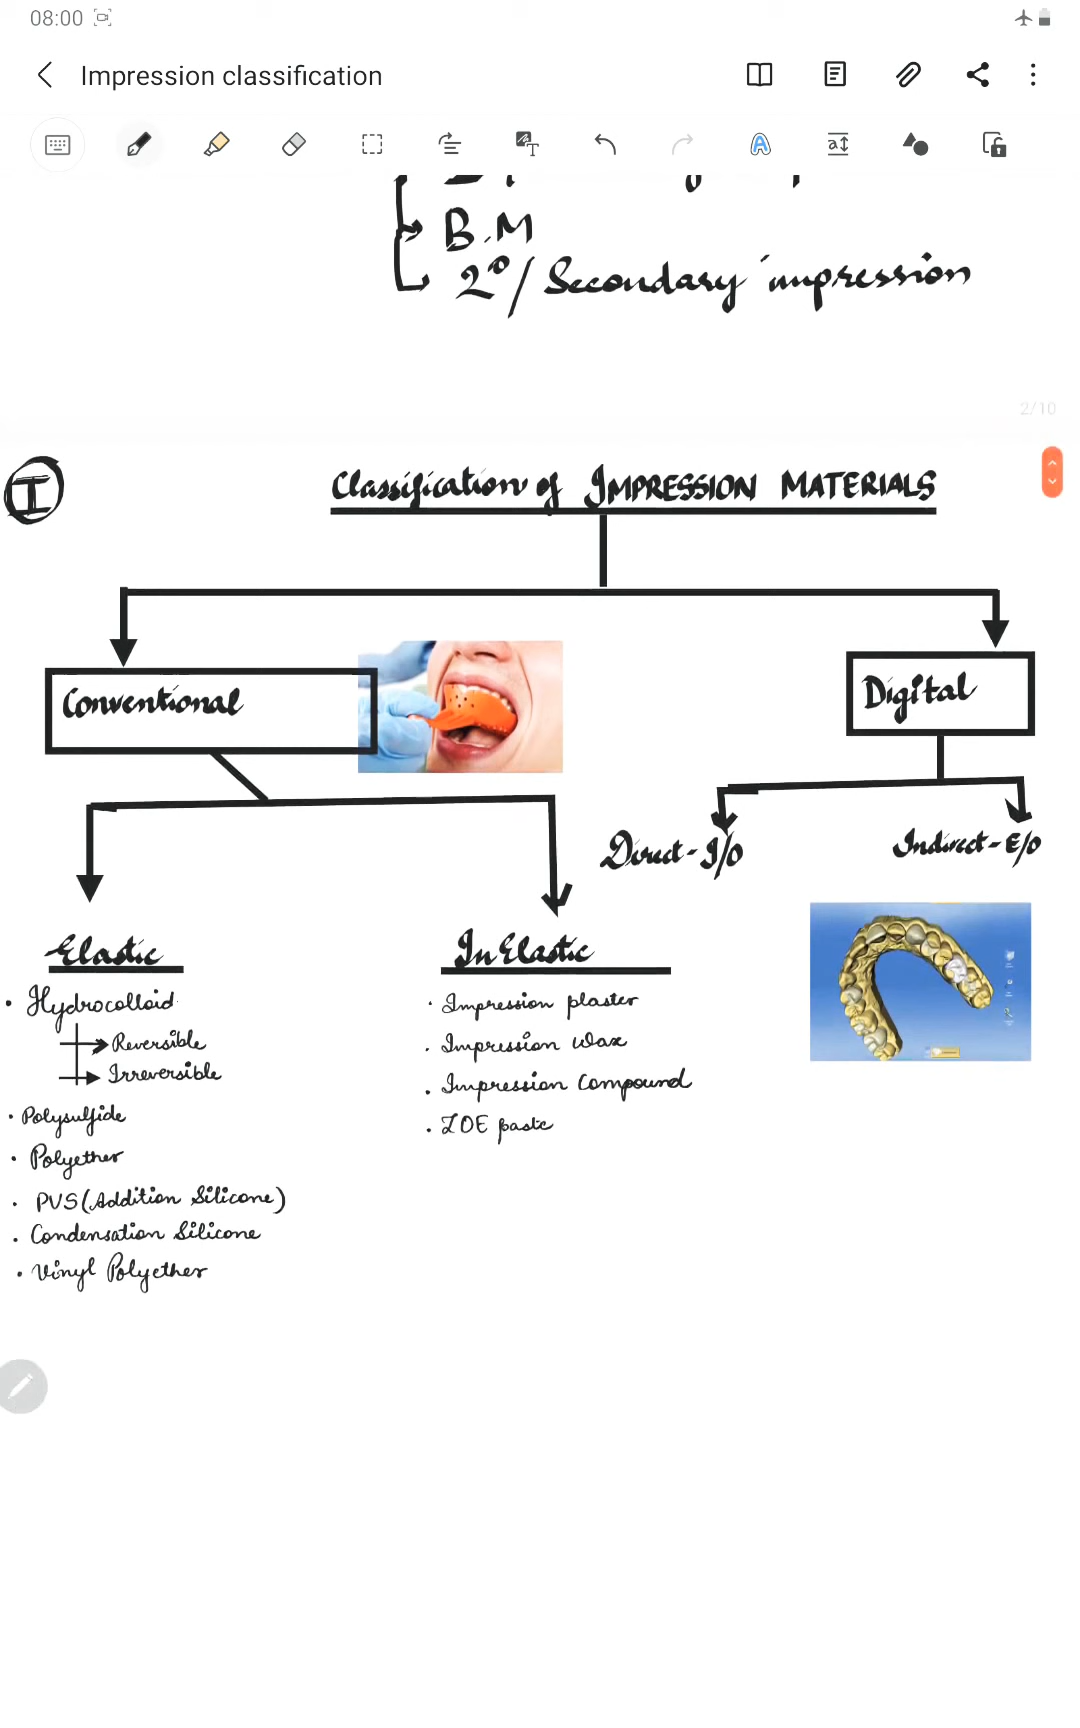 08:00
Impression classification
B.M
2°/Secondary impression
2/10
I
Classification of IMPRESSION MATERIALS
Conventional
Digital
Direct - I/O
Indirect - E/O
Elastic
InElastic
• Hydrocolloid
Reversible
Irreversible
• Polysulfide
• Polyether
• PVS (Addition Silicone)
• Condensation Silicone
• Vinyl Polyether
• Impression plaster
• Impression Wax
• Impression Compound
• ZOE paste